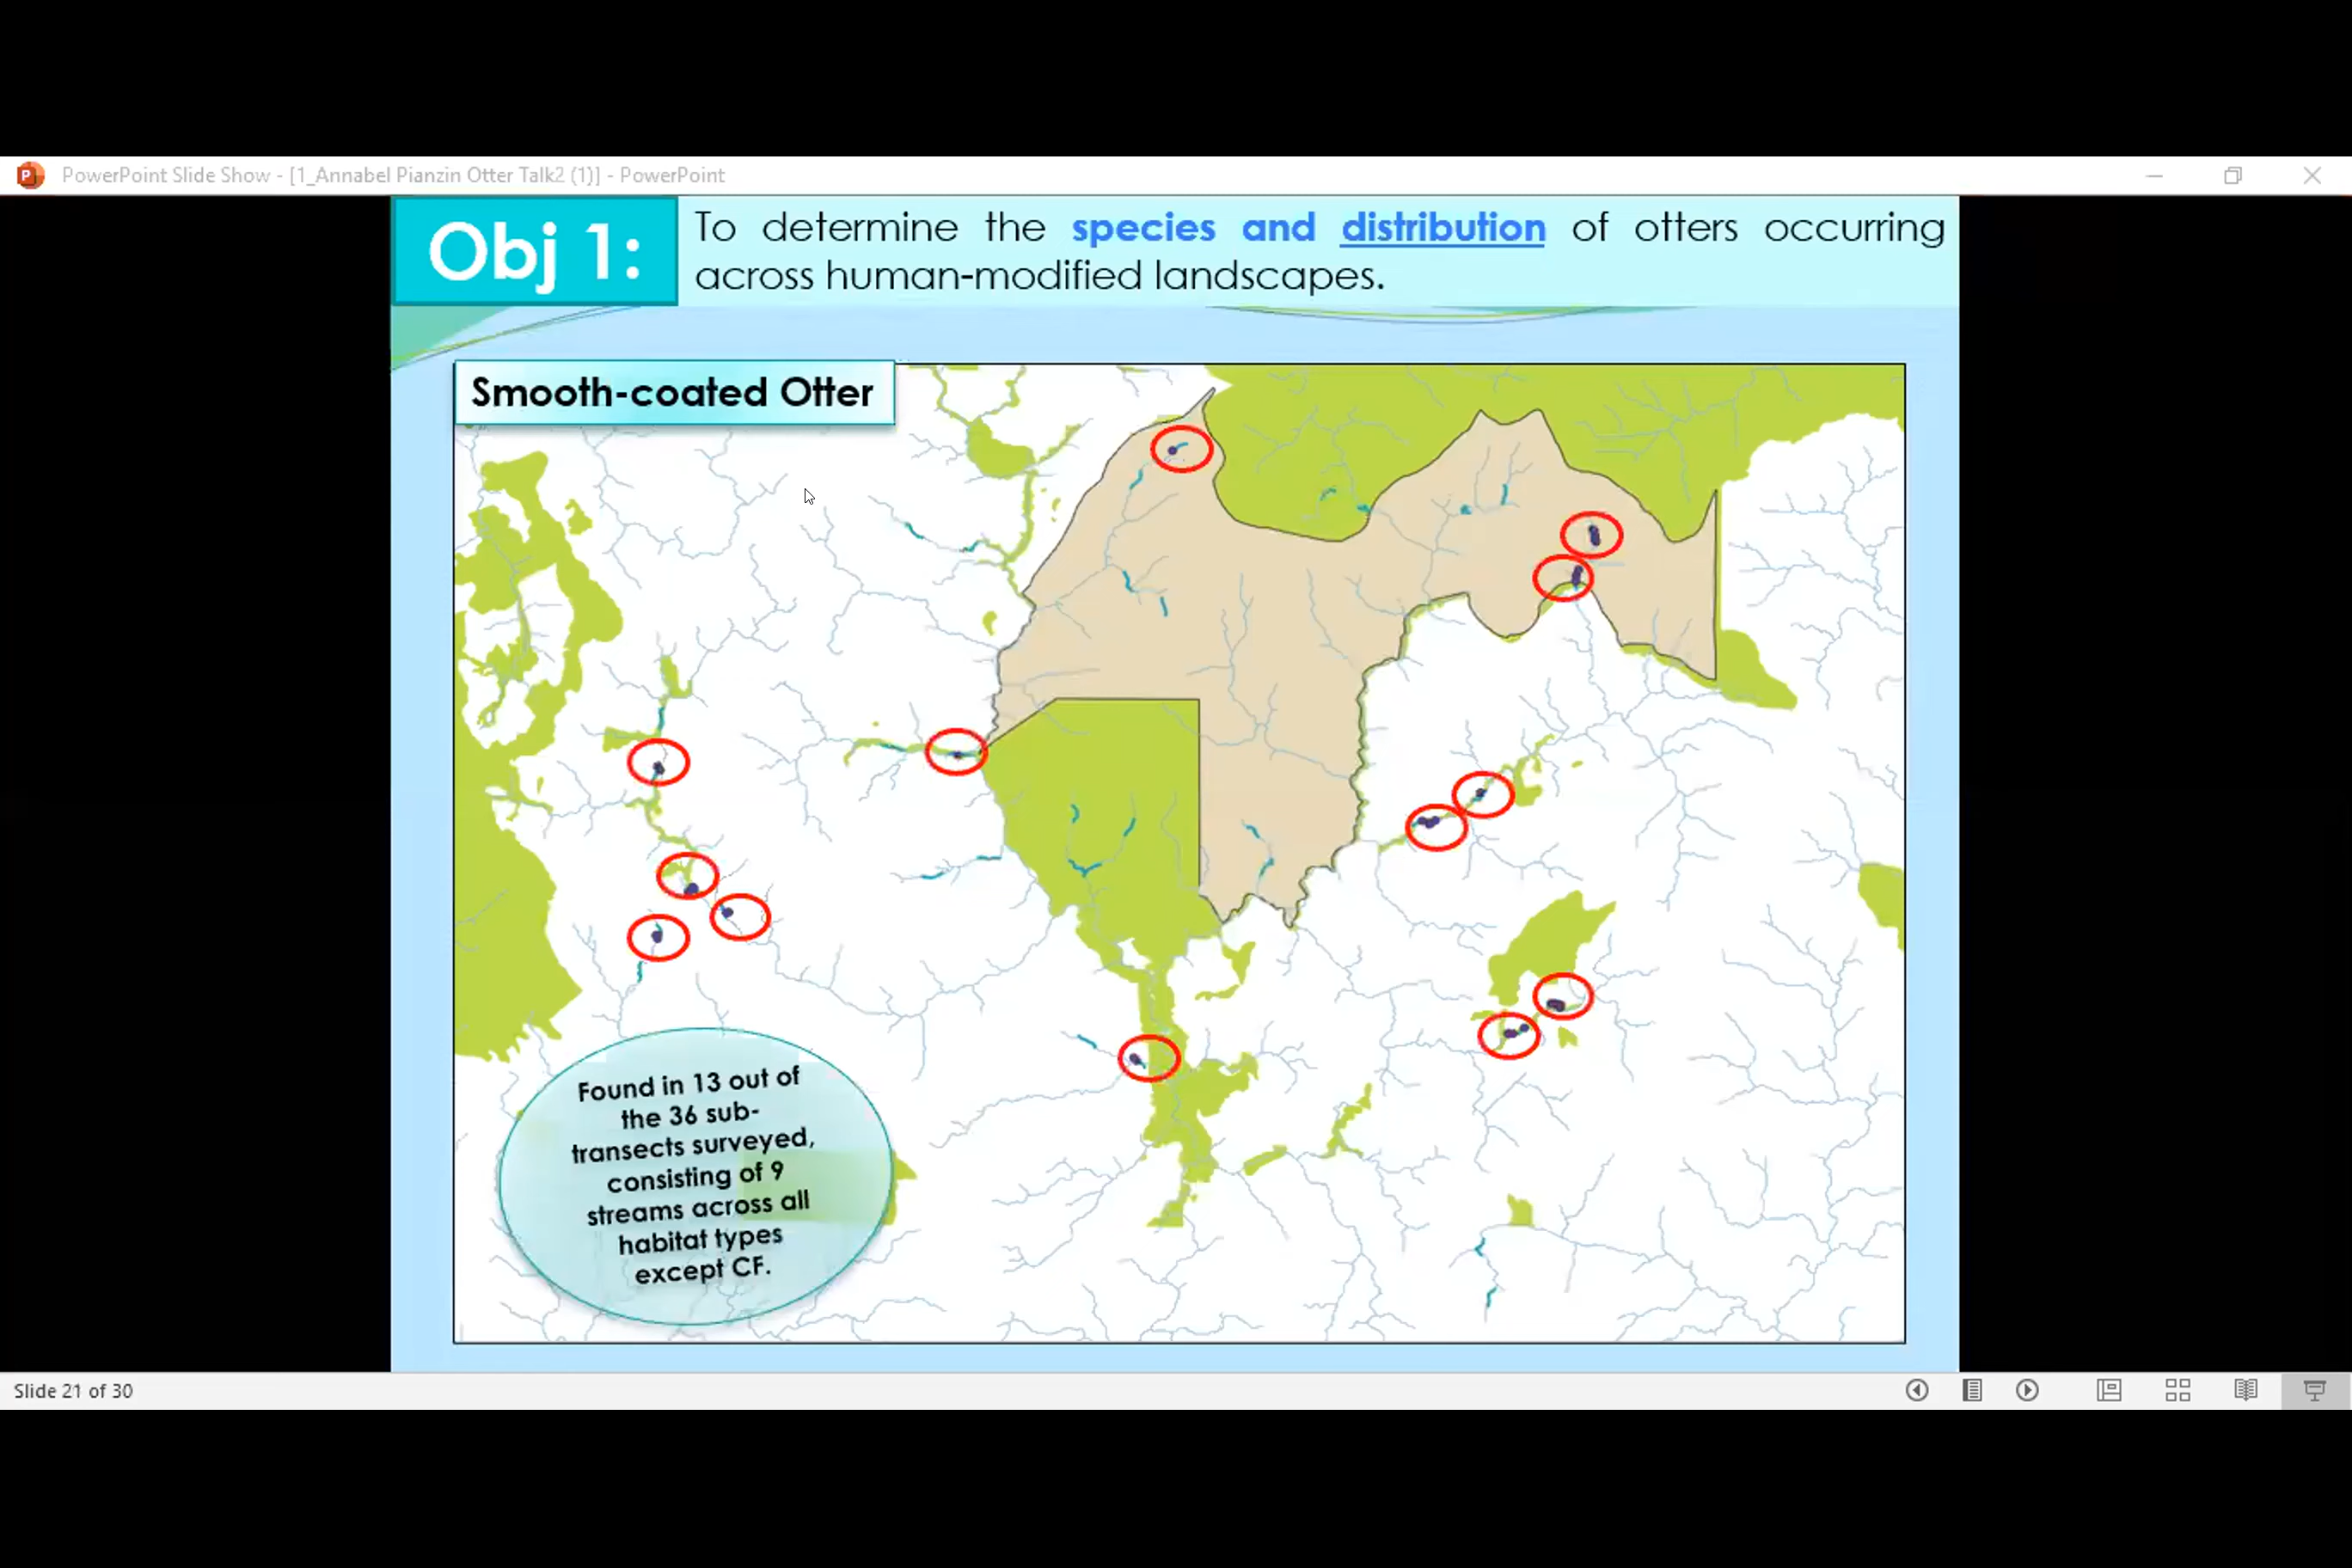 PowerPoint Slide Show - [1_Annabel Pianzin Otter Talk2 (1)] - PowerPoint
Obj 1:
To determine the species and distribution of otters occurring
across human-modified landscapes.
Smooth-coated Otter
Found in 13 out of
the 36 sub-
transects surveyed,
consisting of 9
streams across all
habitat types
except CF.
Slide 21 of 30